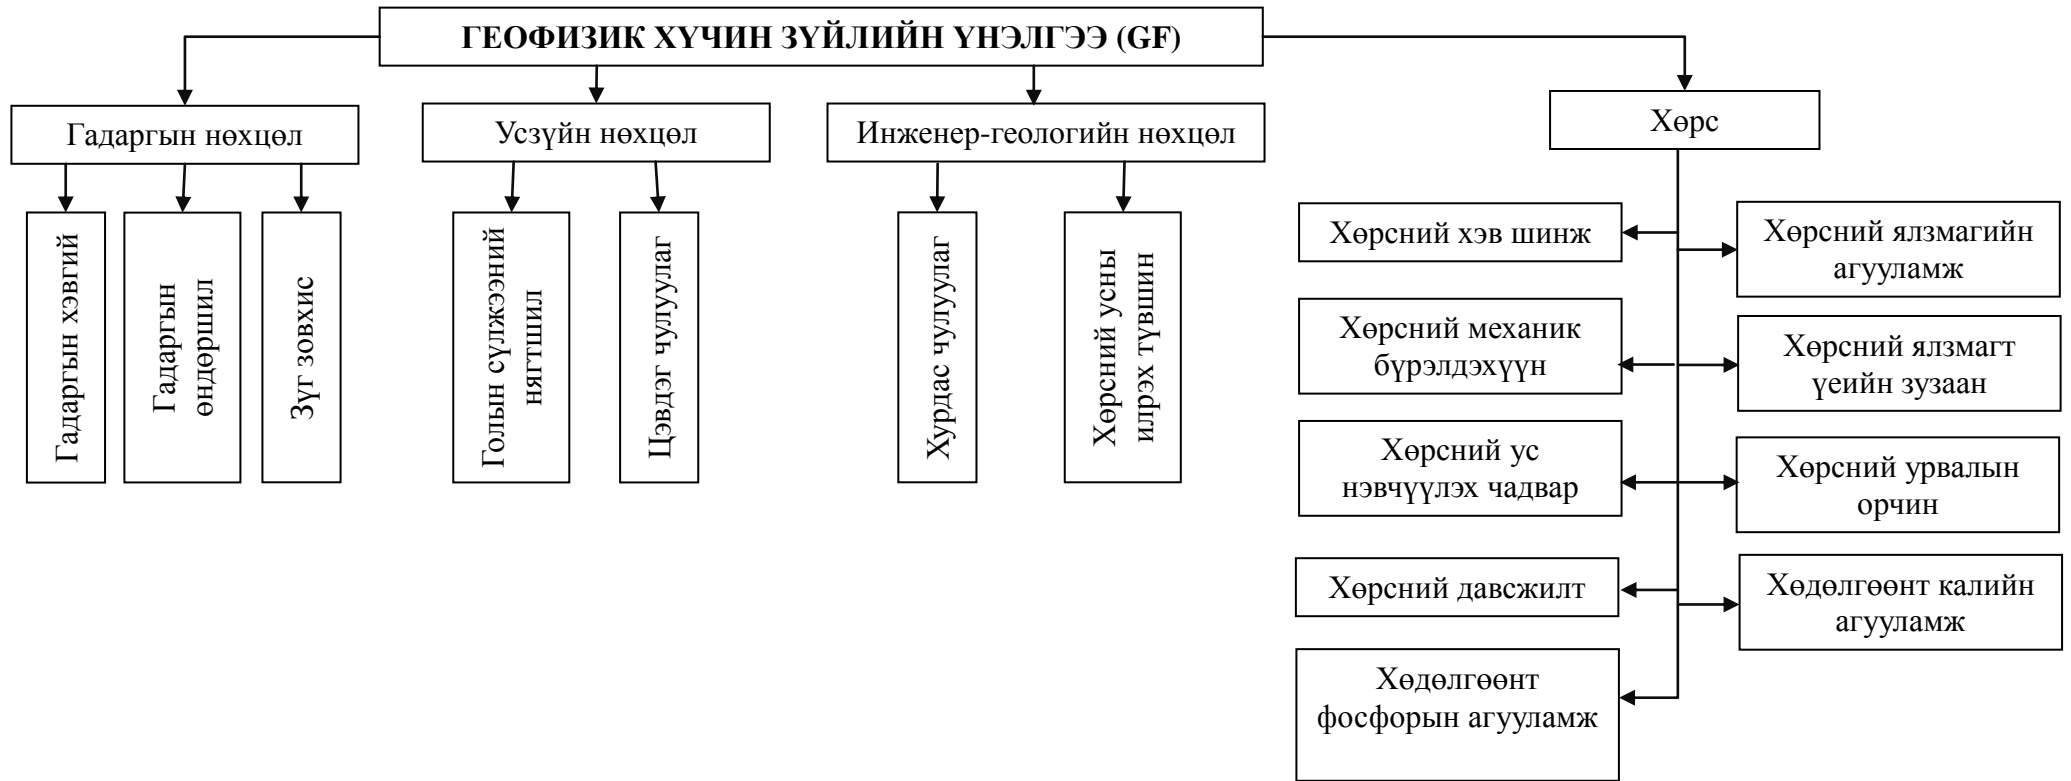 ГЕОФИЗИК ХҮЧИН ЗҮЙЛИЙН ҮНЭЛГЭЭ (GF)
Гадаргын нөхцөл
Усзүйн нөхцөл
Инженер-геологийн нөхцөл
Хөрс
Гадаргын хэвгий
Гадаргын
өндөршил
Зүг зовхис
Голын сүлжээний
нягтшил
Цэвдэг чулуулаг
Хурдас чулуулаг
Хөрсний усны
илрэх түвшин
Хөрсний хэв шинж
Хөрсний ялзмагийн
агууламж
Хөрсний механик
бүрэлдэхүүн
Хөрсний ялзмагт
үеийн зузаан
Хөрсний ус
нэвчүүлэх чадвар
Хөрсний урвалын
орчин
Хөрсний давсжилт
Хөдөлгөөнт калийн
агууламж
Хөдөлгөөнт
фосфорын агууламж